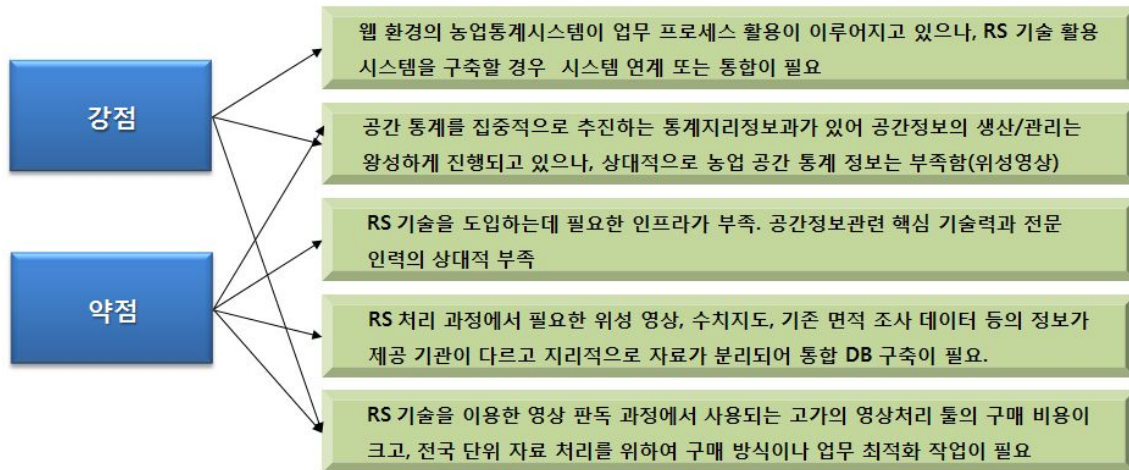 강점
약점
웹 환경의 농업통계시스템이 업무 프로세스 활용이 이루어지고 있으나, RS 기술 활용
시스템을 구축할 경우 시스템 연계 또는 통합이 필요
공간 통계를 집중적으로 추진하는 통계지리정보과가 있어 공간정보의 생산/관리는
왕성하게 진행되고 있으나, 상대적으로 농업 공간 통계 정보는 부족함(위성영상)
RS 기술을 도입하는데 필요한 인프라가 부족. 공간정보관련 핵심 기술력과 전문
인력의 상대적 부족
RS 처리 과정에서 필요한 위성 영상, 수치지도, 기존 면적 조사 데이터 등의 정보가
제공 기관이 다르고 지리적으로 자료가 분리되어 통합 DB 구축이 필요.
RS 기술을 이용한 영상 판독 과정에서 사용되는 고가의 영상처리 툴의 구매 비용이
크고, 전국 단위 자료 처리를 위하여 구매 방식이나 업무 최적화 작업이 필요